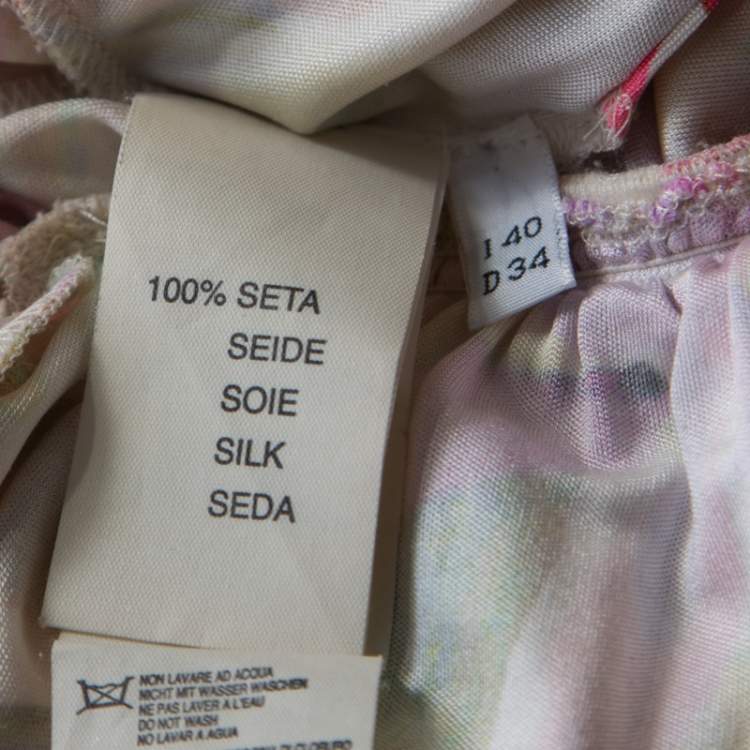 100% SETA
SEIDE
SOIE
SILK
SEDA
I 40
D 34
NON LAVARE AD ACQUA
NICHT MIT WASSER WASCHEN
NE PAS LAVER A L'EAU
DO NOT WASH
NO LAVAR A AGUA